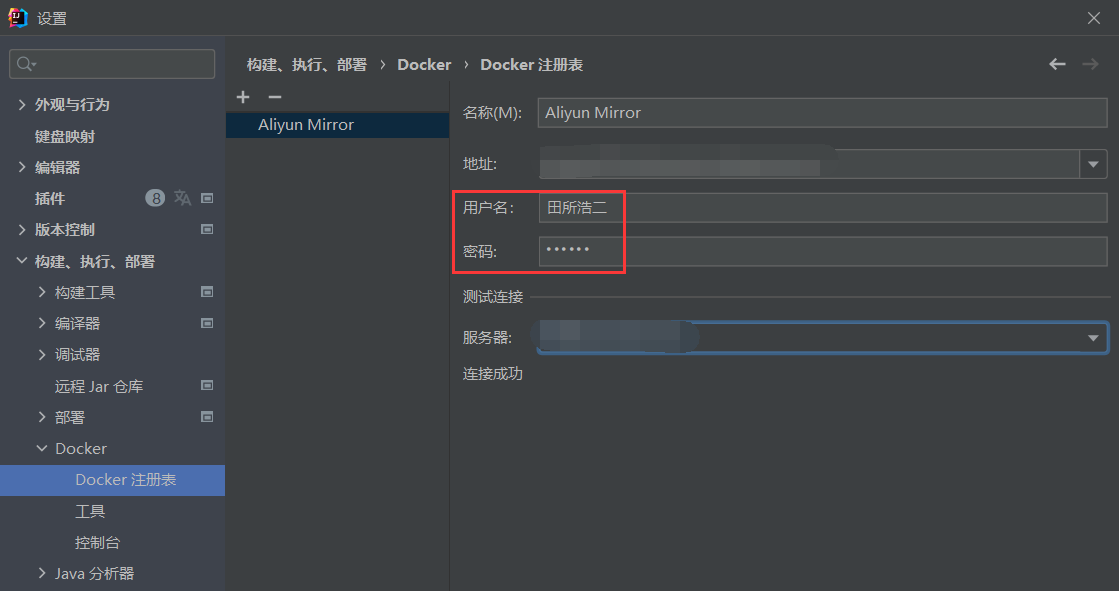 设置
构建、执行、部署 › Docker › Docker 注册表
外观与行为
键盘映射
编辑器
插件 8
版本控制
构建、执行、部署
构建工具
编译器
调试器
远程 Jar 仓库
部署
Docker
Docker 注册表
工具
控制台
Java 分析器
Aliyun Mirror
名称(M): Aliyun Mirror
地址:
用户名: 田所浩二
密码: ••••••
测试连接
服务器:
连接成功